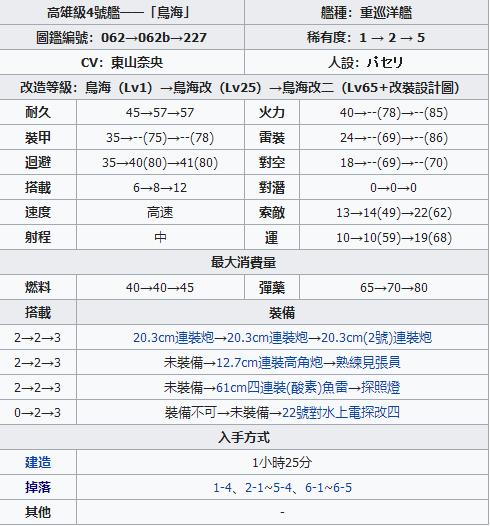 高雄級4號艦——「鳥海」 艦種：重巡洋艦
圖鑑編號：062→062b→227 稀有度：1 → 2 → 5
CV：東山奈央 人設：パセリ
改造等級：鳥海（Lv1）→鳥海改（Lv25）→鳥海改二（Lv65+改裝設計圖）
耐久 45→57→57 火力 40→--(78)→--(85)
裝甲 35→--(75)→--(78) 雷裝 24→--(69)→--(86)
迴避 35→40(80)→41(80) 對空 18→--(69)→--(70)
搭載 6→8→12 對潛 0→0→0
速度 高速 索敵 13→14(49)→22(62)
射程 中 運 10→10(59)→19(68)
最大消費量
燃料 40→40→45 彈藥 65→70→80
搭載 裝備
2→2→3 20.3cm連裝炮→20.3cm連裝炮→20.3cm(2號)連裝炮
2→2→3 未裝備→12.7cm連裝高角炮→熟練見張員
2→2→3 未裝備→61cm四連裝(酸素)魚雷→探照燈
0→2→3 裝備不可→未裝備→22號對水上電探改四
入手方式
建造 1小時25分
掉落 1-4、2-1~5-4、6-1~6-5
其他 -